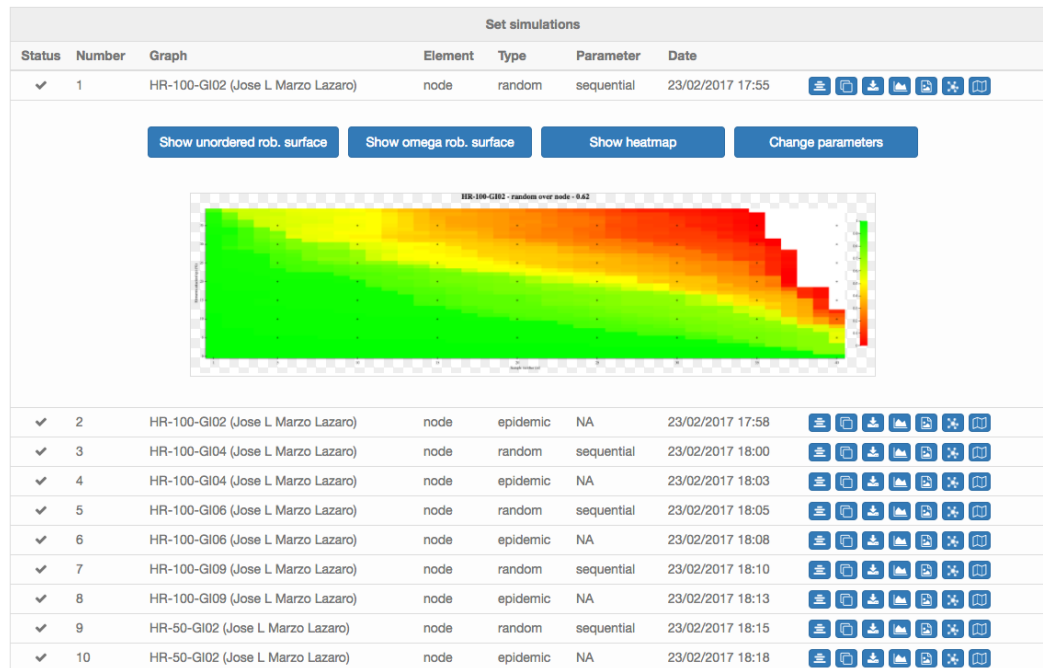 Set simulations
Status Number Graph Element Type Parameter Date
1 HR-100-GI02 (Jose L Marzo Lazaro) node random sequential 23/02/2017 17:55
Show unordered rob. surface Show omega rob. surface Show heatmap Change parameters
HR-100-GI02 - random over node - 0.62
2 HR-100-GI02 (Jose L Marzo Lazaro) node epidemic NA 23/02/2017 17:58
3 HR-100-GI04 (Jose L Marzo Lazaro) node random sequential 23/02/2017 18:00
4 HR-100-GI04 (Jose L Marzo Lazaro) node epidemic NA 23/02/2017 18:03
5 HR-100-GI06 (Jose L Marzo Lazaro) node random sequential 23/02/2017 18:05
6 HR-100-GI06 (Jose L Marzo Lazaro) node epidemic NA 23/02/2017 18:08
7 HR-100-GI09 (Jose L Marzo Lazaro) node random sequential 23/02/2017 18:10
8 HR-100-GI09 (Jose L Marzo Lazaro) node epidemic NA 23/02/2017 18:13
9 HR-50-GI02 (Jose L Marzo Lazaro) node random sequential 23/02/2017 18:15
10 HR-50-GI02 (Jose L Marzo Lazaro) node epidemic NA 23/02/2017 18:18